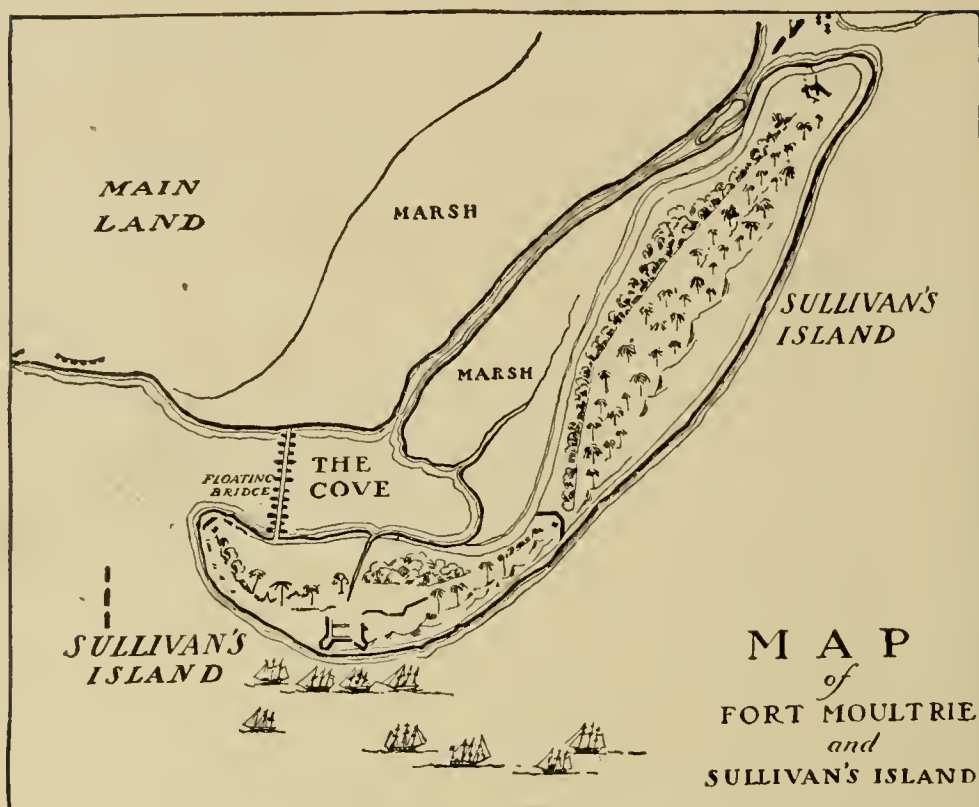 MAIN
LAND
MARSH
SULLIVAN'S
ISLAND
MARSH
THE
COVE
FLOATING
BRIDGE
SULLIVAN'S
ISLAND
MAP
of
FORT MOULTRIE
and
SULLIVAN'S ISLAND